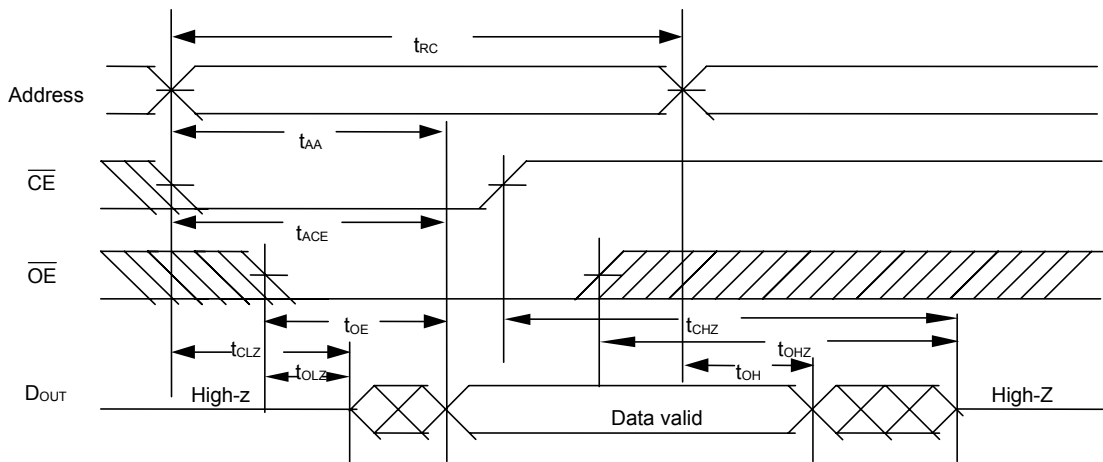 tRC
Address
tAA
CE
tACE
OE
tOE
tCHZ
tCLZ
tOHZ
tOLZ
tOH
DOUT
High-z
Data valid
High-Z